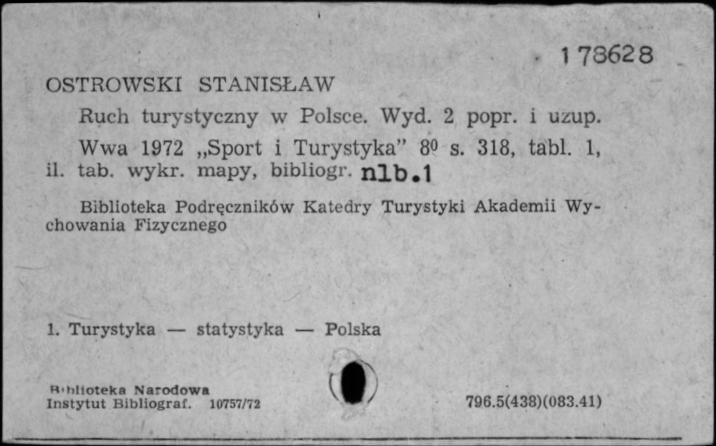 178628
OSTROWSKI STANISŁAW
Ruch turystyczny w Polsce. Wyd. 2 popr. i uzup.
Wwa 1972 „Sport i Turystyka” 8⁰ s. 318, tabl. 1,
il. tab. wykr. mapy, bibliogr. nlb.1
Biblioteka Podręczników Katedry Turystyki Akademii Wy-
chowania Fizycznego
1. Turystyka — statystyka — Polska
Biblioteka Narodowa
Instytut Bibliograf. 10757/72
796.5(438)(083.41)